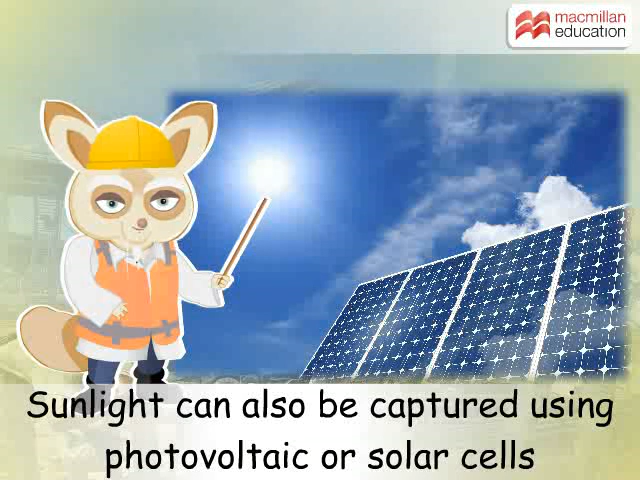 macmillan
education
Sunlight can also be captured using
photovoltaic or solar cells